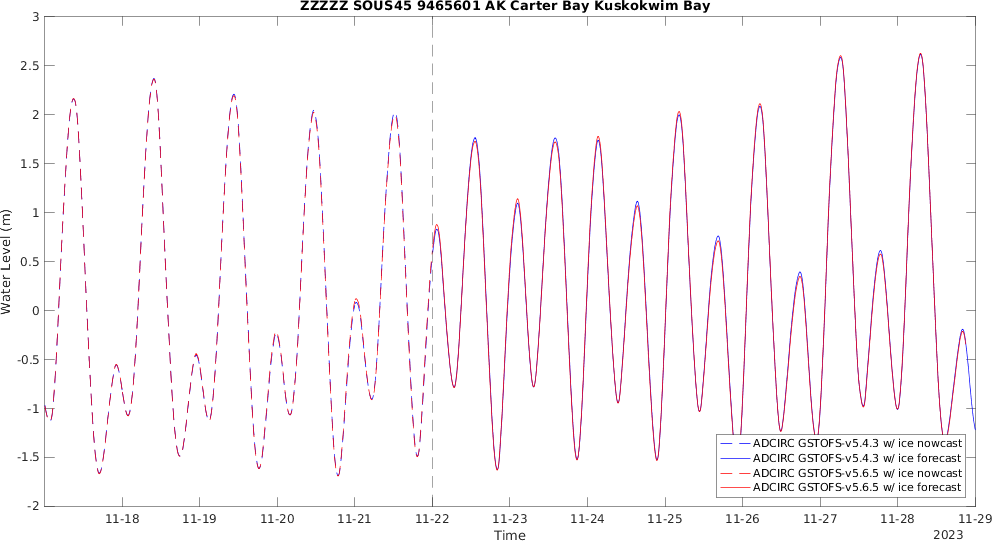 ZZZZZ SOUS45 9465601 AK Carter Bay Kuskokwim Bay
3
2.5
2
1.5
1
0.5
0
-0.5
-1
-1.5
-2
Water Level (m)
ADCIRC GSTOFS-v5.4.3 w/ ice nowcast
ADCIRC GSTOFS-v5.4.3 w/ ice forecast
ADCIRC GSTOFS-v5.6.5 w/ ice nowcast
ADCIRC GSTOFS-v5.6.5 w/ ice forecast
11-18 11-19 11-20 11-21 11-22 11-23 11-24 11-25 11-26 11-27 11-28 11-29
Time
2023